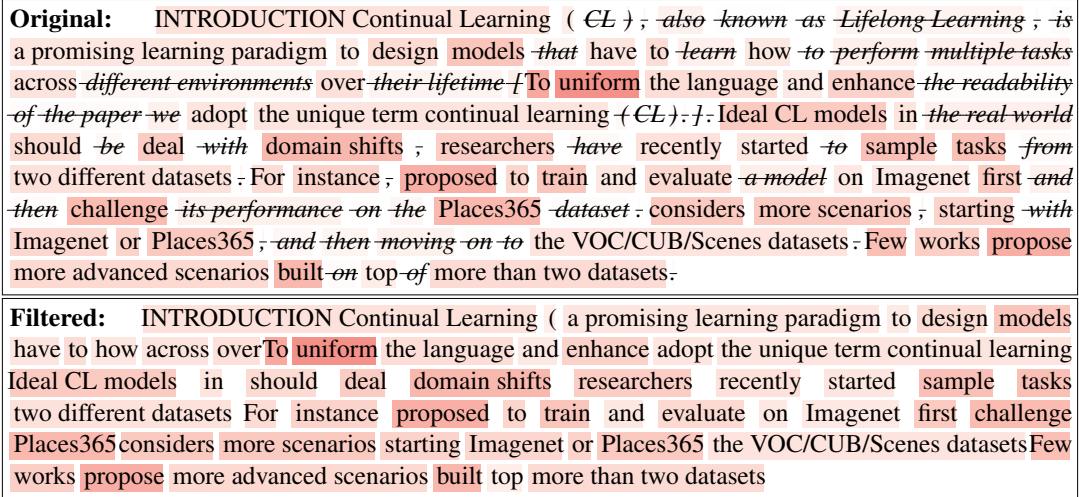 Original: INTRODUCTION Continual Learning ( CL ) , also known as Lifelong Learning , is
a promising learning paradigm to design models that have to learn how to perform multiple tasks
across different environments over their lifetime [To uniform the language and enhance the readability
of the paper we adopt the unique term continual learning ( CL ) . ] . Ideal CL models in the real world
should be deal with domain shifts , researchers have recently started to sample tasks from
two different datasets . For instance , proposed to train and evaluate a model on Imagenet first and
then challenge its performance on the Places365 dataset . considers more scenarios , starting with
Imagenet or Places365 , and then moving on to the VOC/CUB/Scenes datasets . Few works propose
more advanced scenarios built on top of more than two datasets.
Filtered: INTRODUCTION Continual Learning ( a promising learning paradigm to design models
have to how across overTo uniform the language and enhance adopt the unique term continual learning
Ideal CL models in should deal domain shifts researchers recently started sample tasks
two different datasets For instance proposed to train and evaluate on Imagenet first challenge
Places365considers more scenarios starting Imagenet or Places365 the VOC/CUB/Scenes datasetsFew
works propose more advanced scenarios built top more than two datasets